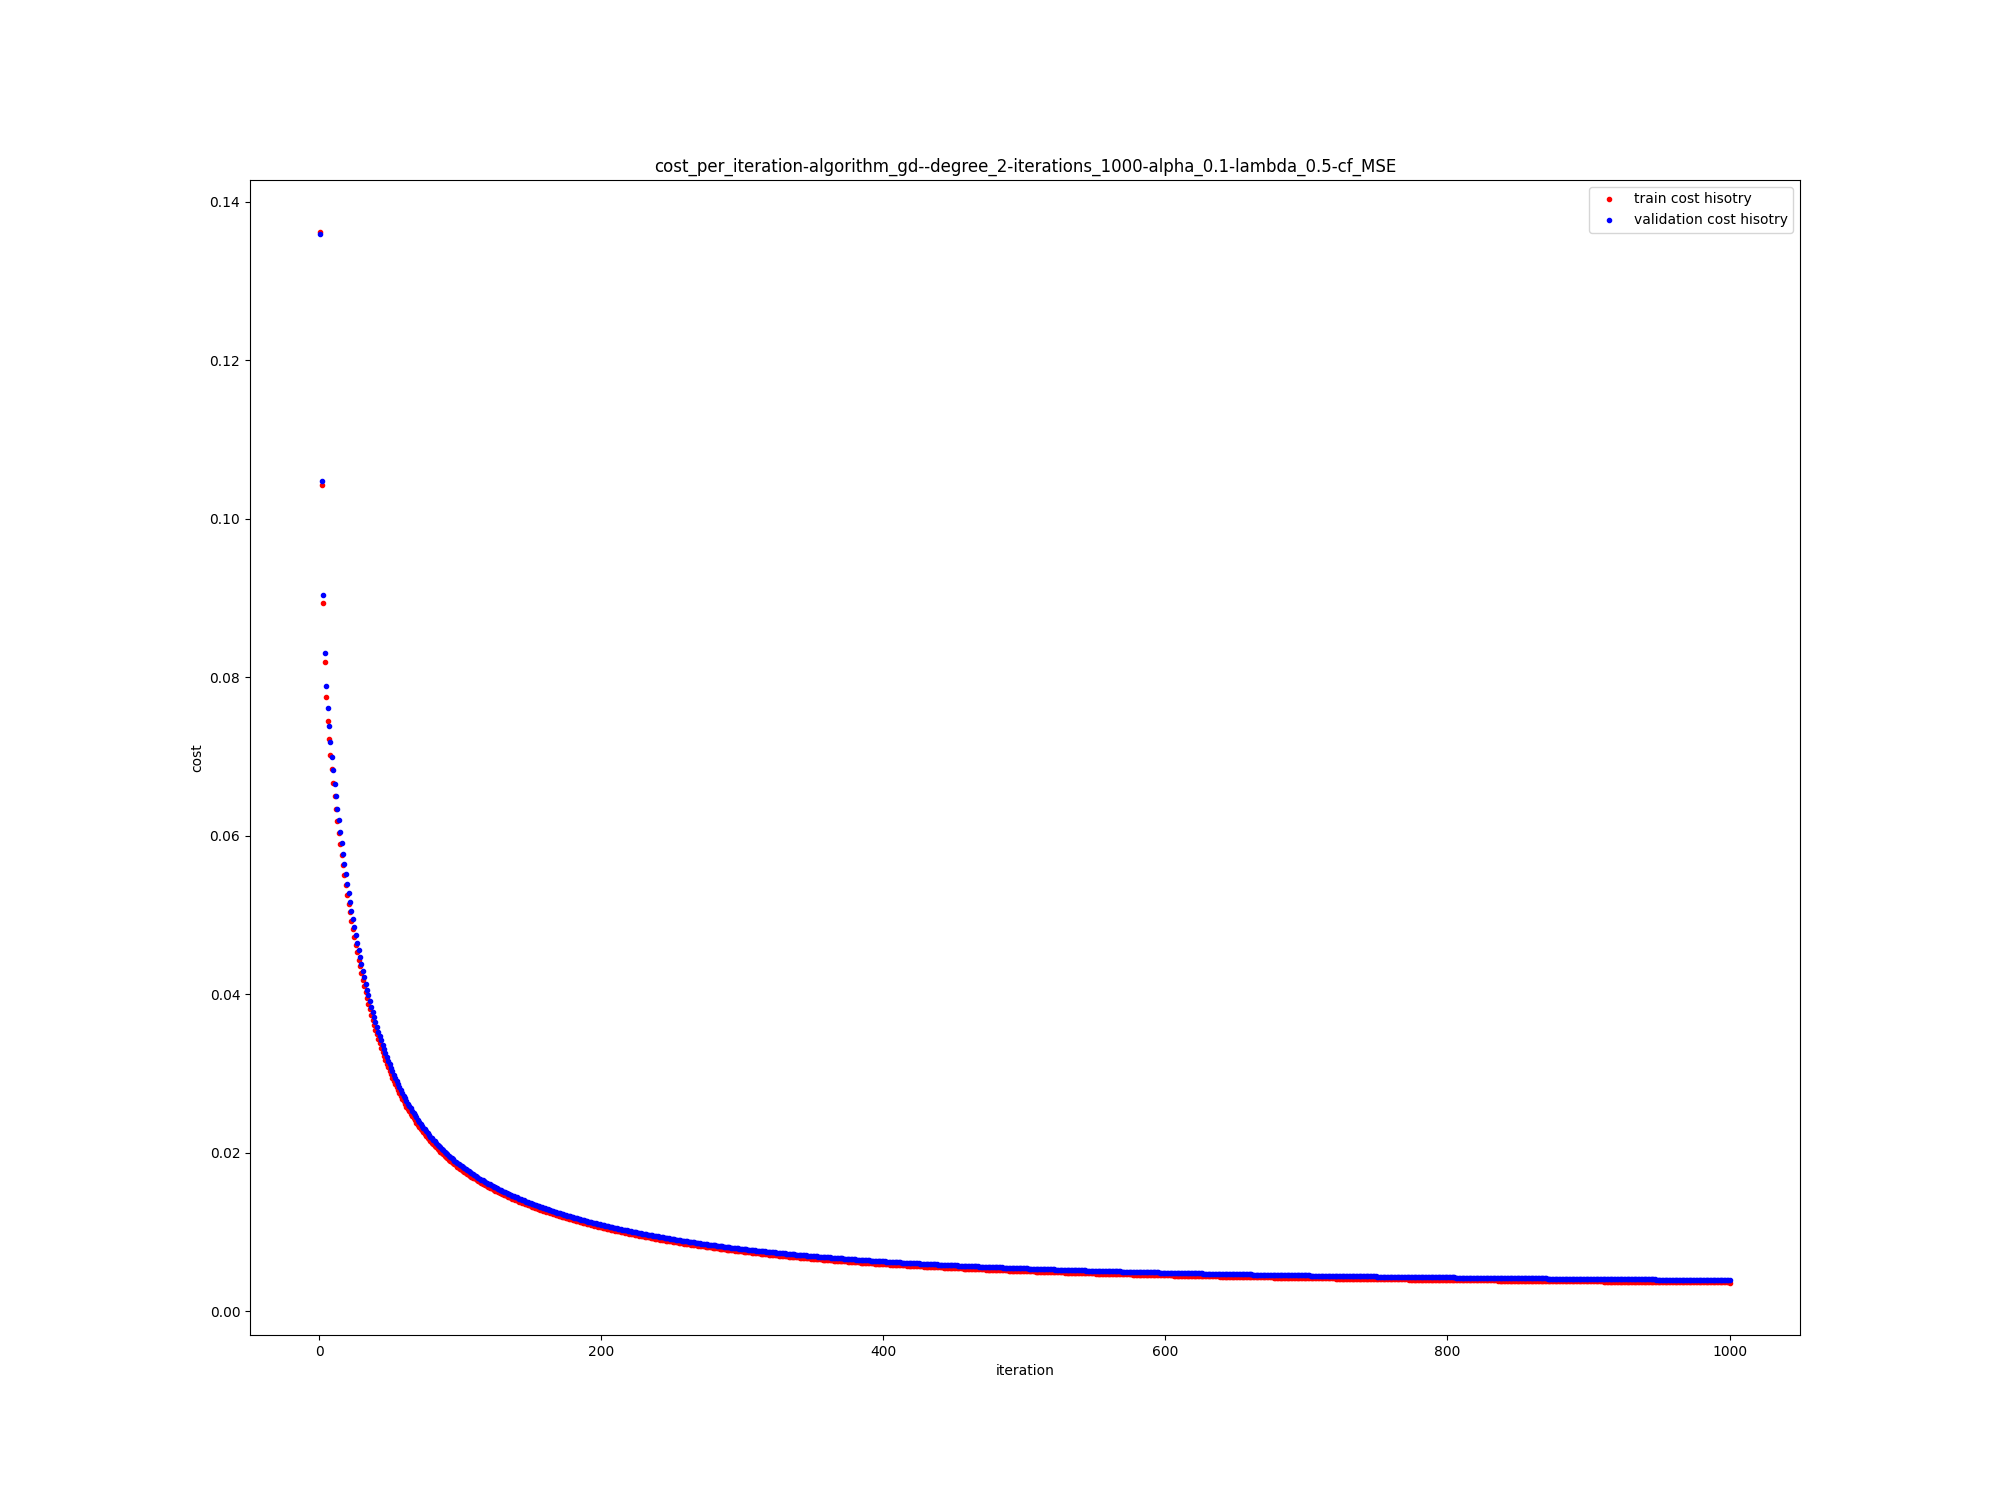 cost_per_iteration-algorithm_gd--degree_2-iterations_1000-alpha_0.1-lambda_0.5-cf_MSE
train cost hisotry
validation cost hisotry
0.14
0.12
0.10
0.08
0.06
0.04
0.02
0.00
cost
0 200 400 600 800 1000
iteration